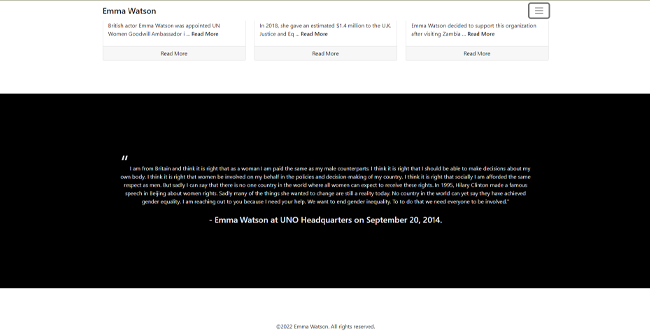 Emma Watson
British actor Emma Watson was appointed UN
Women Goodwill Ambassador i ... Read More
Read More
In 2018, she gave an estimated $1.4 million to the U.K.
Justice and Eq ... Read More
Read More
Emma Watson decided to support this organization
after visiting Zambia ... Read More
Read More
“
I am from Britain and think it is right that as a woman I am paid the same as my male counterparts. I think it is right that I should be able to make decisions about my
own body. I think it is right that women be involved on my behalf in the policies and decision-making of my country. I think it is right that socially I am afforded the same
respect as men. But sadly I can say that there is no one country in the world where all women can expect to receive these rights. In 1995, Hilary Clinton made a famous
speech in Beijing about women rights. Sadly many of the things she wanted to change are still a reality today. No country in the world can yet say they have achieved
gender equality. I am reaching out to you because I need your help. We want to end gender inequality. To to do that we need everyone to be involved."
- Emma Watson at UNO Headquarters on September 20, 2014.
©2022 Emma Watson. All rights reserved.